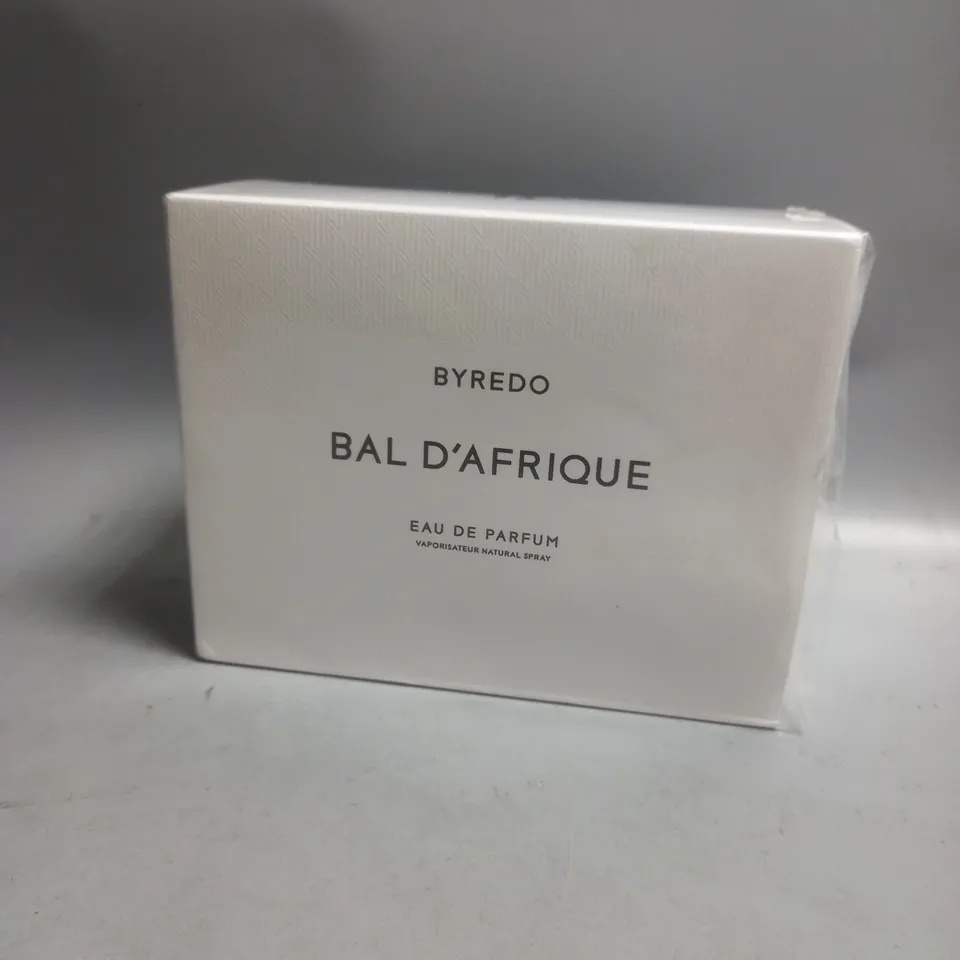 BYREDO
BAL D'AFRIQUE
EAU DE PARFUM
VAPORISATEUR NATURAL SPRAY